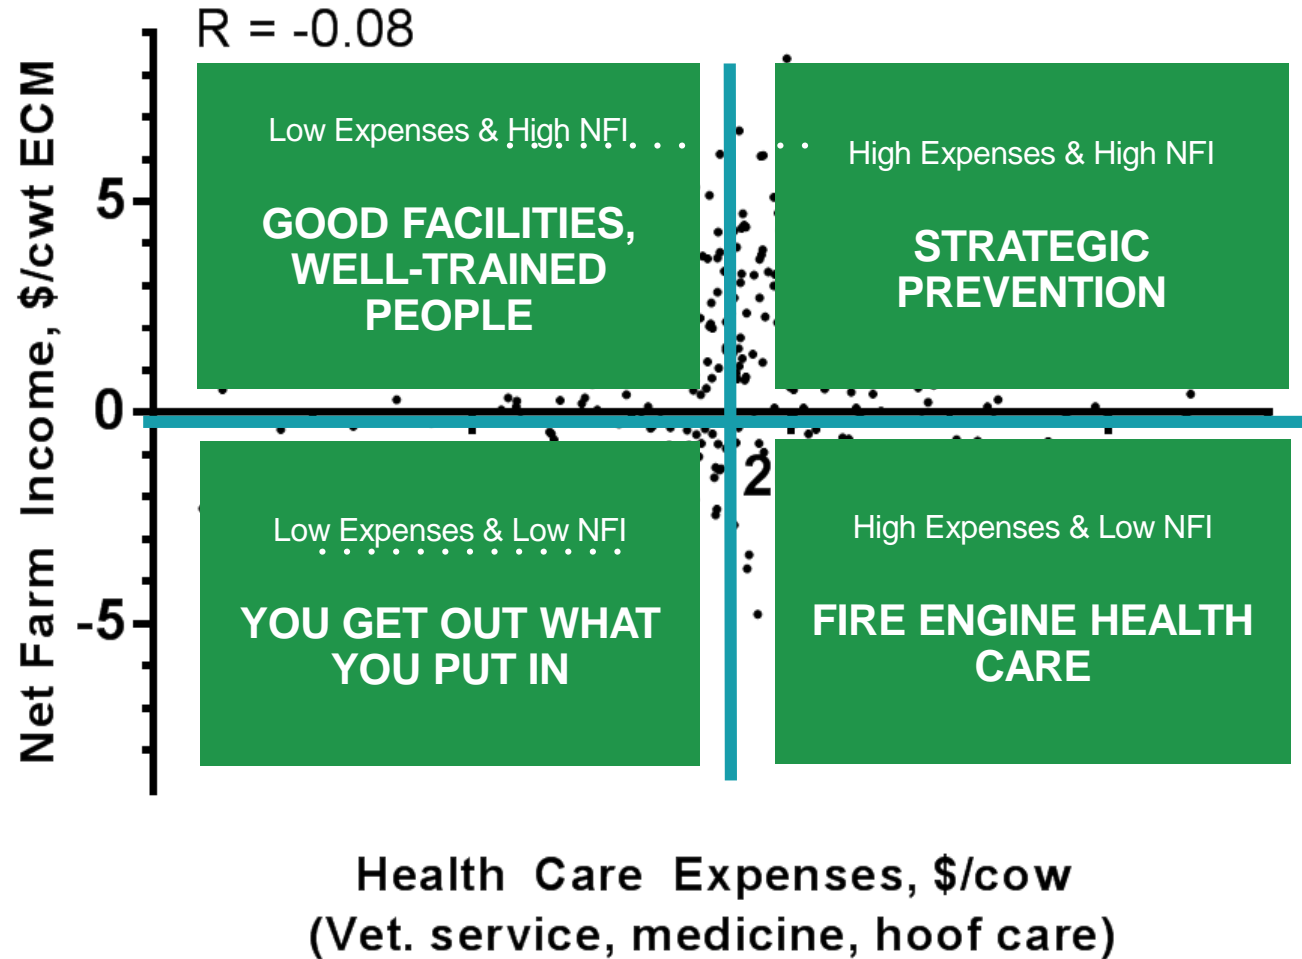 R = -0.08
Net Farm Income, $/cwt ECM
5
0
-5
Low Expenses & High NFI
GOOD FACILITIES,
WELL-TRAINED
PEOPLE
High Expenses & High NFI
STRATEGIC
PREVENTION
2
Low Expenses & Low NFI
YOU GET OUT WHAT
YOU PUT IN
High Expenses & Low NFI
FIRE ENGINE HEALTH
CARE
Health Care Expenses, $/cow
(Vet. service, medicine, hoof care)